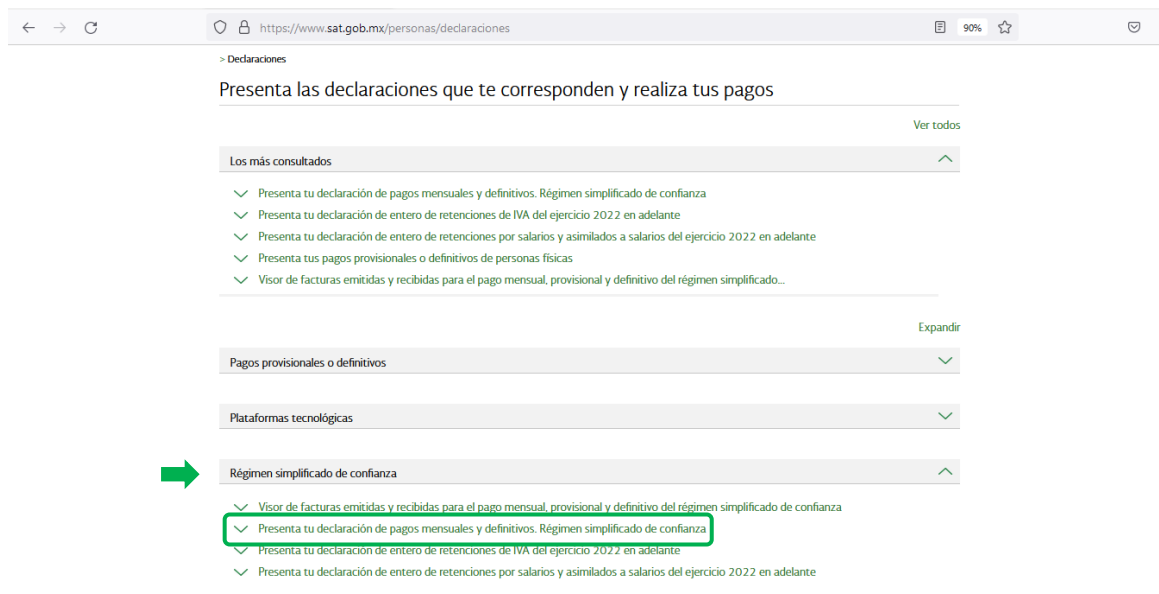 https://www.sat.gob.mx/personas/declaraciones
90%
> Declaraciones
Presenta las declaraciones que te corresponden y realiza tus pagos
Ver todos
Los más consultados
Presenta tu declaración de pagos mensuales y definitivos. Régimen simplificado de confianza
Presenta tu declaración de entero de retenciones de IVA del ejercicio 2022 en adelante
Presenta tu declaración de entero de retenciones por salarios y asimilados a salarios del ejercicio 2022 en adelante
Presenta tus pagos provisionales o definitivos de personas físicas
Visor de facturas emitidas y recibidas para el pago mensual, provisional y definitivo del régimen simplificado...
Expandir
Pagos provisionales o definitivos
Plataformas tecnológicas
Régimen simplificado de confianza
Visor de facturas emitidas y recibidas para el pago mensual, provisional y definitivo del régimen simplificado de confianza
Presenta tu declaración de pagos mensuales y definitivos. Régimen simplificado de confianza
Presenta tu declaración de entero de retenciones de IVA del ejercicio 2022 en adelante
Presenta tu declaración de entero de retenciones por salarios y asimilados a salarios del ejercicio 2022 en adelante